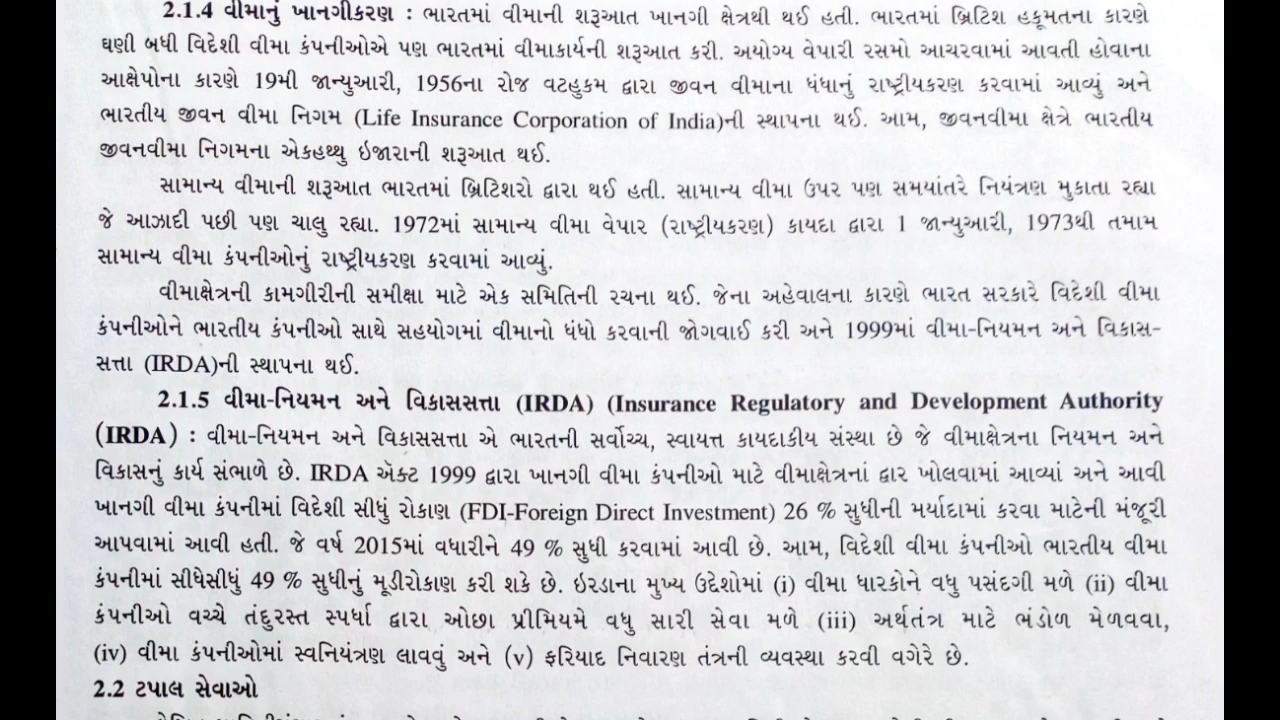 2.1.4 વીમાનું ખાનગીકરણ : ભારતમાં વીમાની શરૂઆત ખાનગી ક્ષેત્રથી થઈ હતી. ભારતમાં બ્રિટિશ હકૂમતના કારણે
ઘણી બધી વિદેશી વીમા કંપનીઓએ પણ ભારતમાં વીમાકાર્યની શરૂઆત કરી. અયોગ્ય વેપારી રસમો આચરવામાં આવતી હોવાના
આક્ષેપોના કારણે 19મી જાન્યુઆરી, 1956ના રોજ વટહુકમ દ્વારા જીવન વીમાના ધંધાનું રાષ્ટ્રીયકરણ કરવામાં આવ્યું અને
ભારતીય જીવન વીમા નિગમ (Life Insurance Corporation of India)ની સ્થાપના થઈ. આમ, જીવનવીમા ક્ષેત્રે ભારતીય
જીવનવીમા નિગમના એકહથ્થુ ઇજારાની શરૂઆત થઈ.
સામાન્ય વીમાની શરૂઆત ભારતમાં બ્રિટિશરો દ્વારા થઈ હતી. સામાન્ય વીમા ઉપર પણ સમયાંતરે નિયંત્રણ મુકાતા રહ્યા
જે આઝાદી પછી પણ ચાલુ રહ્યા. 1972માં સામાન્ય વીમા વેપાર (રાષ્ટ્રીયકરણ) કાયદા દ્વારા 1 જાન્યુઆરી, 1973થી તમામ
સામાન્ય વીમા કંપનીઓનું રાષ્ટ્રીયકરણ કરવામાં આવ્યું.
વીમાક્ષેત્રની કામગીરીની સમીક્ષા માટે એક સમિતિની રચના થઈ. જેના અહેવાલના કારણે ભારત સરકારે વિદેશી વીમા
કંપનીઓને ભારતીય કંપનીઓ સાથે સહયોગમાં વીમાનો ધંધો કરવાની જોગવાઈ કરી અને 1999માં વીમા-નિયમન અને વિકાસ-
સત્તા (IRDA)ની સ્થાપના થઈ.
2.1.5 વીમા-નિયમન અને વિકાસસત્તા (IRDA) (Insurance Regulatory and Development Authority
(IRDA) : વીમા-નિયમન અને વિકાસસત્તા એ ભારતની સર્વોચ્ચ, સ્વાયત્ત કાયદાકીય સંસ્થા છે જે વીમાક્ષેત્રના નિયમન અને
વિકાસનું કાર્ય સંભાળે છે. IRDA ઍક્ટ 1999 દ્વારા ખાનગી વીમા કંપનીઓ માટે વીમાક્ષેત્રનાં દ્વાર ખોલવામાં આવ્યાં અને આવી
ખાનગી વીમા કંપનીમાં વિદેશી સીધું રોકાણ (FDI-Foreign Direct Investment) 26 % સુધીની મર્યાદામાં કરવા માટેની મંજૂરી
આપવામાં આવી હતી. જે વર્ષ 2015માં વધારીને 49 % સુધી કરવામાં આવી છે. આમ, વિદેશી વીમા કંપનીઓ ભારતીય વીમા
કંપનીમાં સીધેસીધું 49 % સુધીનું મૂડીરોકાણ કરી શકે છે. ઇરડાના મુખ્ય ઉદેશોમાં (i) વીમા ધારકોને વધુ પસંદગી મળે (ii) વીમા
કંપનીઓ વચ્ચે તંદુરસ્ત સ્પર્ધા દ્વારા ઓછા પ્રીમિયમે વધુ સારી સેવા મળે (iii) અર્થતંત્ર માટે ભંડોળ મેળવવા,
(iv) વીમા કંપનીઓમાં સ્વનિયંત્રણ લાવવું અને (v) ફરિયાદ નિવારણ તંત્રની વ્યવસ્થા કરવી વગેરે છે.
2.2 ટપાલ સેવાઓ